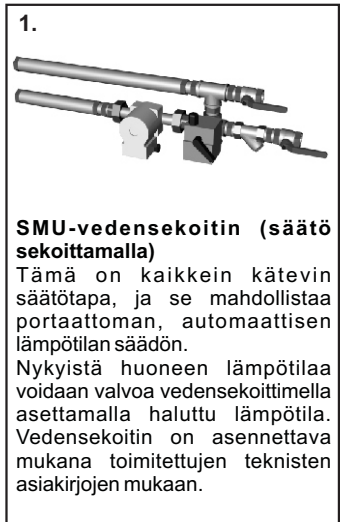 1.
SMU-vedensekoitin (säätö
sekoittamalla)
Tämä on kaikkein kätevin
säätötapa, ja se mahdollistaa
portaattoman, automaattisen
lämpötilan säädön.
Nykyistä huoneen lämpötilaa
voidaan valvoa vedensekoittimella
asettamalla haluttu lämpötila.
Vedensekoitin on asennettava
mukana toimitettujen teknisten
asiakirjojen mukaan.